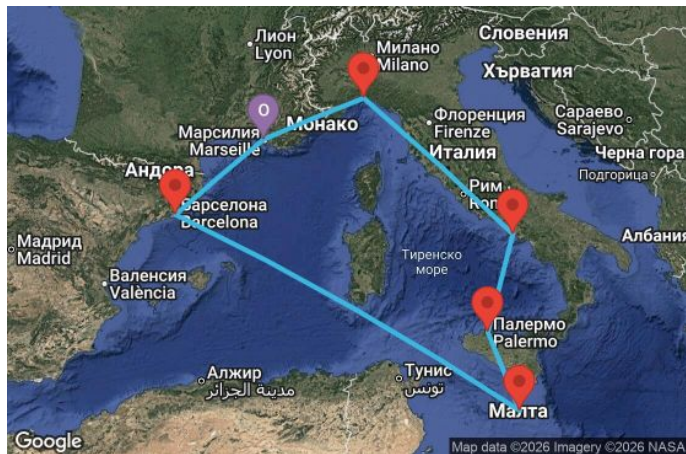 Лион
Lyon
Милано
Milano
Словения
Хърватия
О
Марсилия
Marseille
Монако
Флоренция
Firenze
Сараево
Sarajevo
Италия
Черна гора
Подгорица
Андора
Рим
Барселона
Barcelona
Мадрид
Madrid
Тиренско
море
Албания
Валенсия
València
Палермо
Palermo
Алжир
مدينة الجزائر
Тунис
تونس
Малта
Google
Map data ©2026 Imagery ©2026 NASA